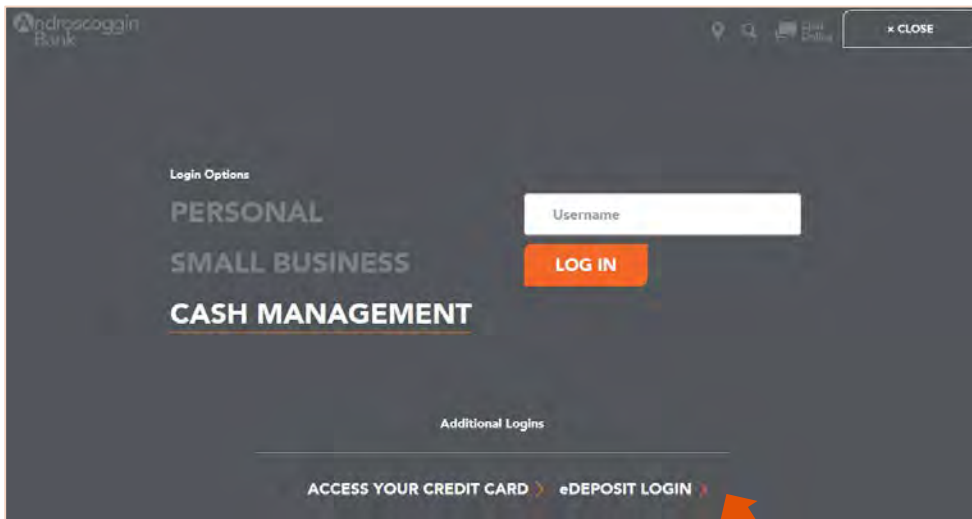 Androscoggin
Bank
× CLOSE
Login Options
PERSONAL
Username
SMALL BUSINESS
LOG IN
CASH MANAGEMENT
Additional Logins
ACCESS YOUR CREDIT CARD 〉 eDEPOSIT LOGIN 〉